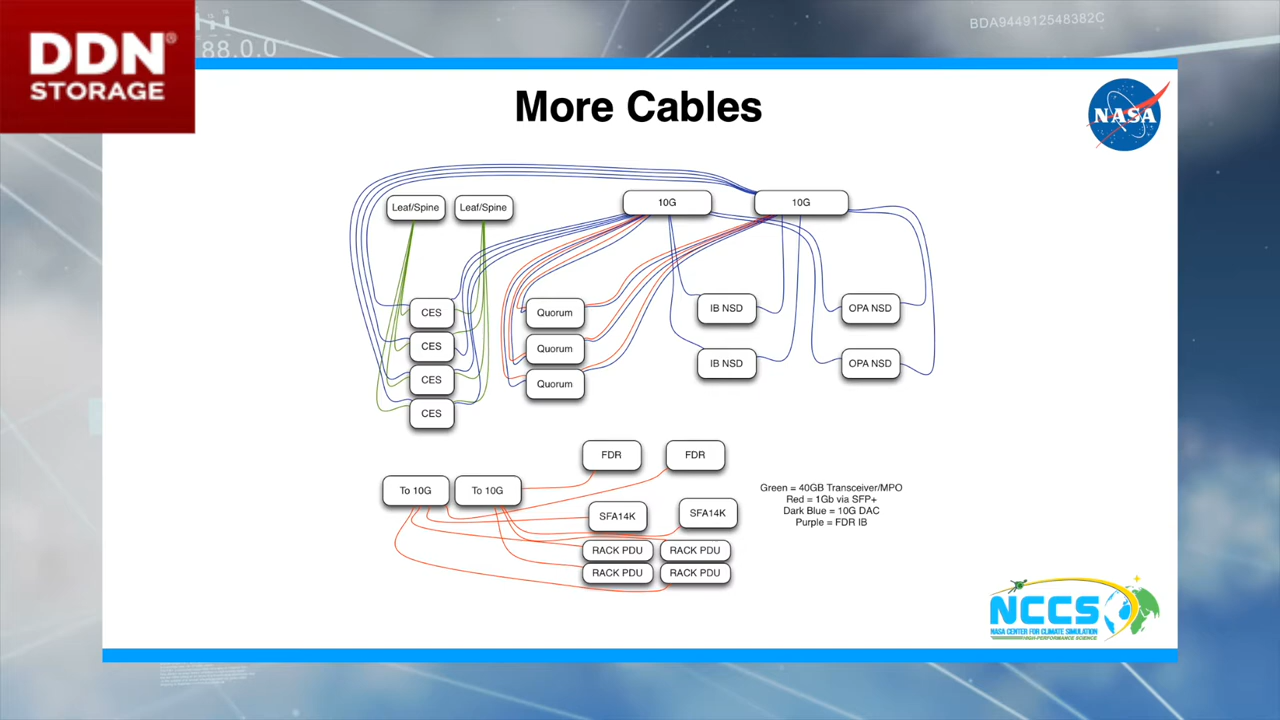 DDN®
STORAGE
88.0.0
BDA944912548382C
More Cables
NASA
Leaf/Spine
Leaf/Spine
10G
10G
CES
CES
CES
CES
Quorum
Quorum
Quorum
IB NSD
IB NSD
OPA NSD
OPA NSD
To 10G
To 10G
FDR
FDR
SFA14K
SFA14K
RACK PDU
RACK PDU
RACK PDU
RACK PDU
Green = 40GB Transceiver/MPO
Red = 1Gb via SFP+
Dark Blue = 10G DAC
Purple = FDR IB
NCCS
NASA CENTER FOR CLIMATE SIMULATION
HIGH-PERFORMANCE SCIENCE